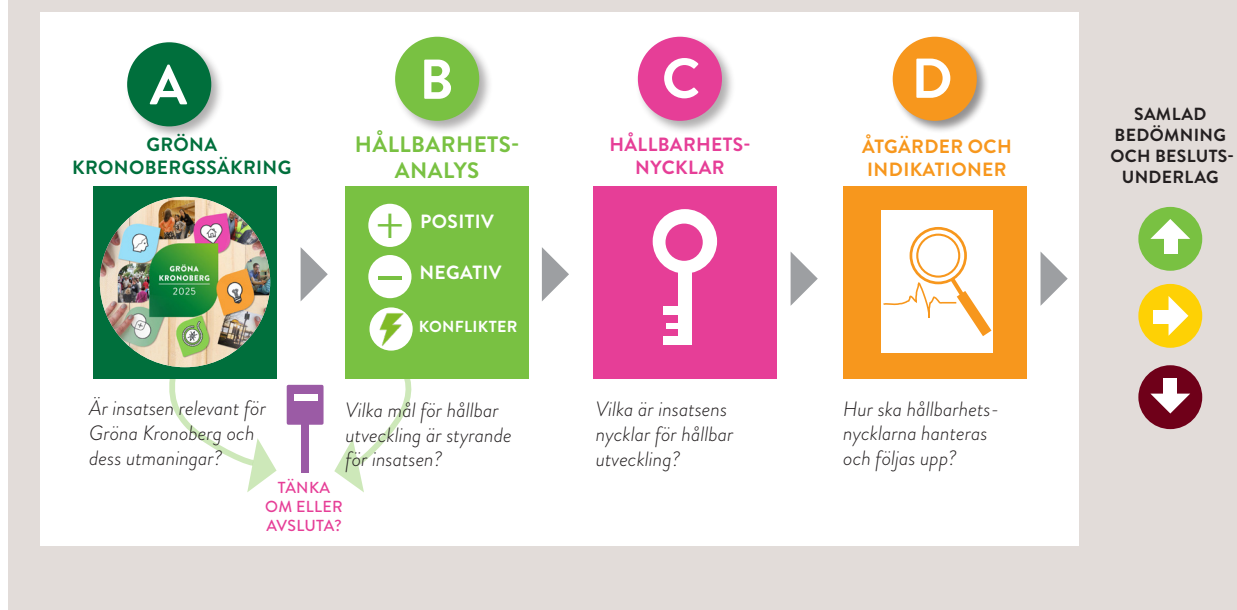 A
GRÖNA
KRONOBERGSSÄKRING
GRÖNA
KRONOBERG
2025
Är insatsen relevant för
Gröna Kronoberg och
dess utmaningar?
TÄNKA
OM ELLER
AVSLUTA?
B
HÅLLBARHETS-
ANALYS
POSITIV
NEGATIV
KONFLIKTER
Vilka mål för hållbar
utveckling är styrande
för insatsen?
C
HÅLLBARHETS-
NYCKLAR
Vilka är insatsens
nycklar för hållbar
utveckling?
D
ÅTGÄRDER OCH
INDIKATIONER
Hur ska hållbarhets-
nycklarna hanteras
och följas upp?
SAMLAD
BEDÖMNING
OCH BESLUTS-
UNDERLAG